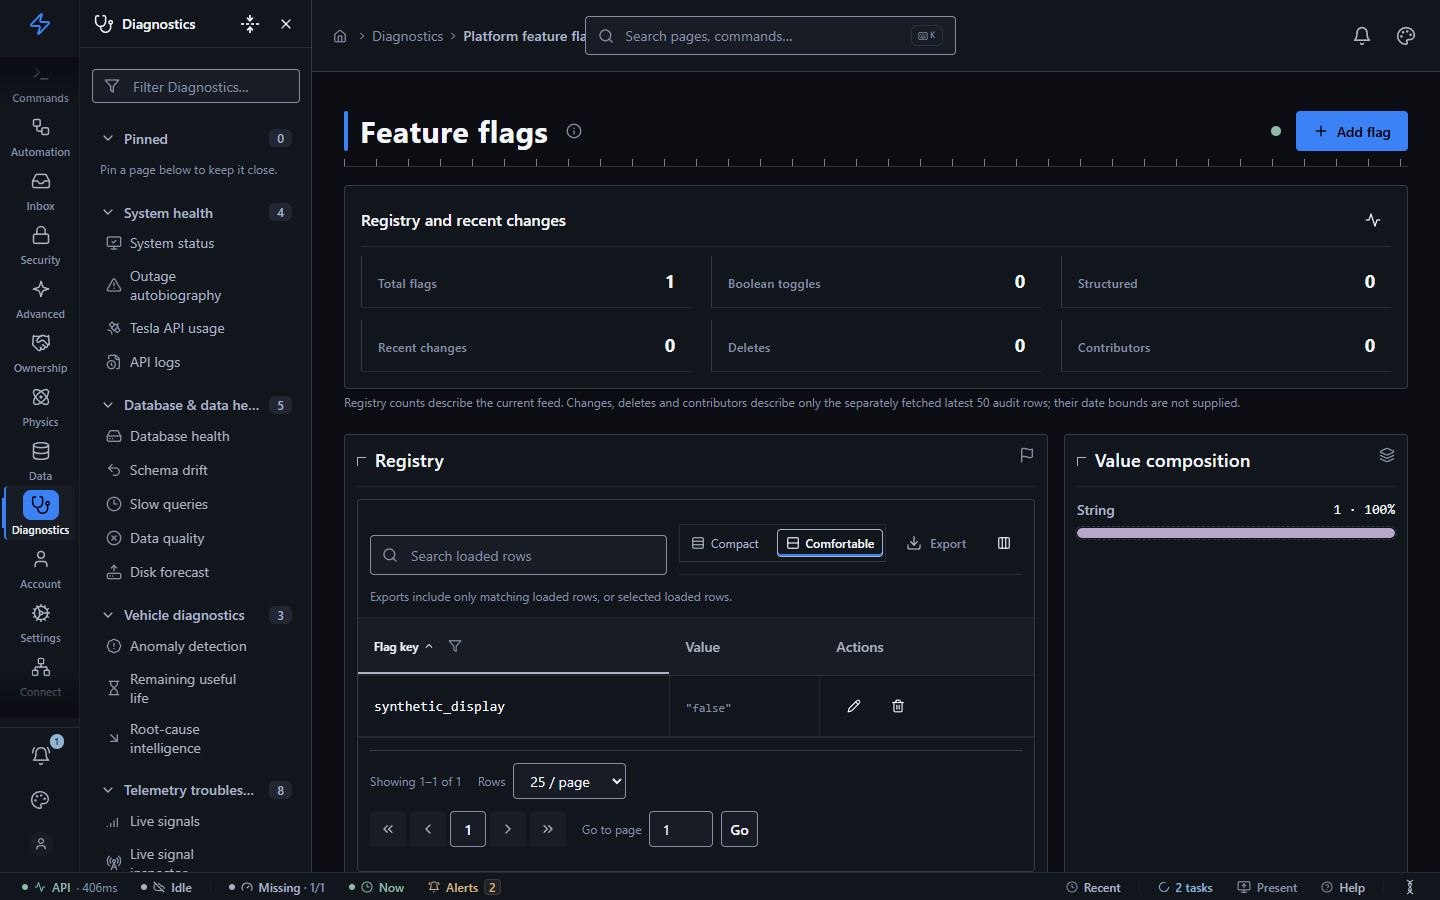 Diagnostics
Commands
Automation
Inbox
Security
Advanced
Ownership
Physics
Data
Diagnostics
Account
Settings
Connect
1
Filter Diagnostics...
Pinned 0
Pin a page below to keep it close.
System health 4
System status
Outage
autobiography
Tesla API usage
API logs
Database & data he... 5
Database health
Schema drift
Slow queries
Data quality
Disk forecast
Vehicle diagnostics 3
Anomaly detection
Remaining useful
life
Root-cause
intelligence
Telemetry troubles... 8
Live signals
Live signal
Diagnostics
Platform feature fla
Search pages, commands...
K
Feature flags
Add flag
Registry and recent changes
Total flags 1
Boolean toggles 0
Structured 0
Recent changes 0
Deletes 0
Contributors 0
Registry counts describe the current feed. Changes, deletes and contributors describe only the separately fetched latest 50 audit rows; their date bounds are not supplied.
Registry
Search loaded rows
Compact
Comfortable
Export
Exports include only matching loaded rows, or selected loaded rows.
Flag key Value Actions
synthetic_display "false"
Showing 1–1 of 1 Rows 25 / page
1 Go to page 1 Go
Value composition
String 1 · 100%
API · 406ms Idle Missing · 1/1 Now Alerts 2 Recent 2 tasks Present Help